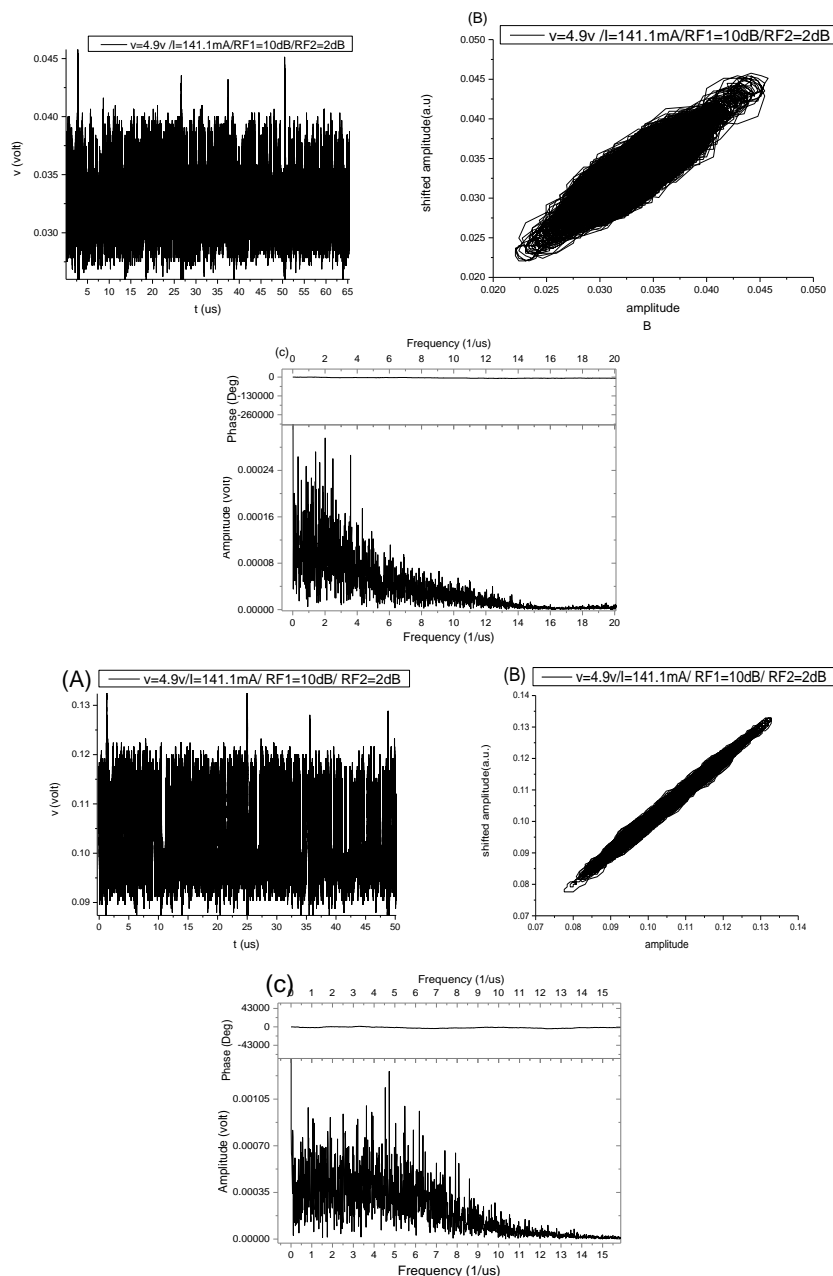 v=4.9v /I=141.1mA/RF1=10dB/RF2=2dB
0.045
0.040
0.035
0.030
v (volt)
5 10 15 20 25 30 35 40 45 50 55 60 65
t (us)
(B)
v=4.9v /I=141.1mA/RF1=10dB/RF2=2dB
0.050
0.045
0.040
0.035
0.030
0.025
0.020
shifted amplitude(a.u)
0.020 0.025 0.030 0.035 0.040 0.045 0.050
amplitude
B
Frequency (1/us)
(c)
0 2 4 6 8 10 12 14 16 18 20
0
-130000
-260000
Phase (Deg)
0.00024
0.00016
0.00008
0.00000
Amplitude (volt)
0 2 4 6 8 10 12 14 16 18 20
Frequency (1/us)
(A)
v=4.9v/I=141.1mA/ RF1=10dB/ RF2=2dB
0.13
0.12
0.11
0.10
0.09
v (volt)
0 5 10 15 20 25 30 35 40 45 50
t (us)
(B)
v=4.9v/I=141.1mA/ RF1=10dB/ RF2=2dB
0.14
0.13
0.12
0.11
0.10
0.09
0.08
0.07
shifted amplitude(a.u.)
0.07 0.08 0.09 0.10 0.11 0.12 0.13 0.14
amplitude
Frequency (1/us)
(c)
0 1 2 3 4 5 6 7 8 9 10 11 12 13 14 15
43000
0
-43000
Phase (Deg)
0.00105
0.00070
0.00035
0.00000
Amplitude (volt)
0 1 2 3 4 5 6 7 8 9 10 11 12 13 14 15
Frequency (1/us)